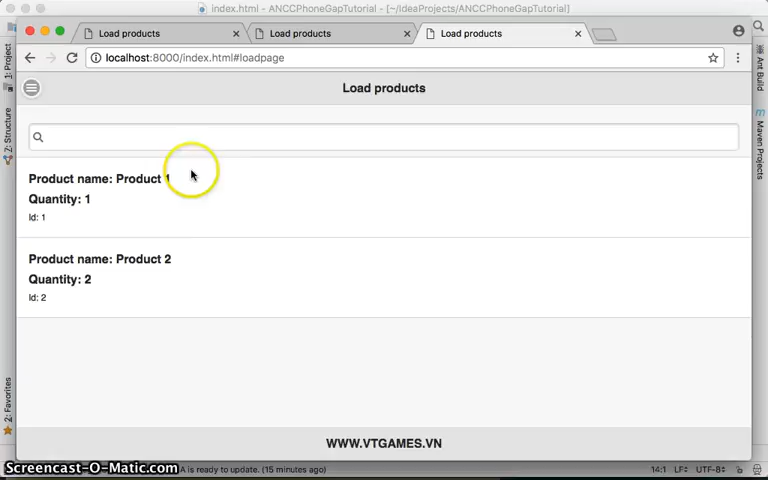 index.html - ANCCPhoneGapTutorial - [~/IdeaProjects/ANCCPhoneGapTutorial]
Load products
Load products
Load products
localhost:8000/index.html#loadpage
Load products
Product name: Product 1
Quantity: 1
Id: 1
Product name: Product 2
Quantity: 2
Id: 2
WWW.VTGAMES.VN
1: Project
7: Structure
2: Favorites
Ant Build
Maven Projects
Screencast-O-Matic.com
A is ready to update. (15 minutes ago)
14:1 LF÷ UTF-8÷